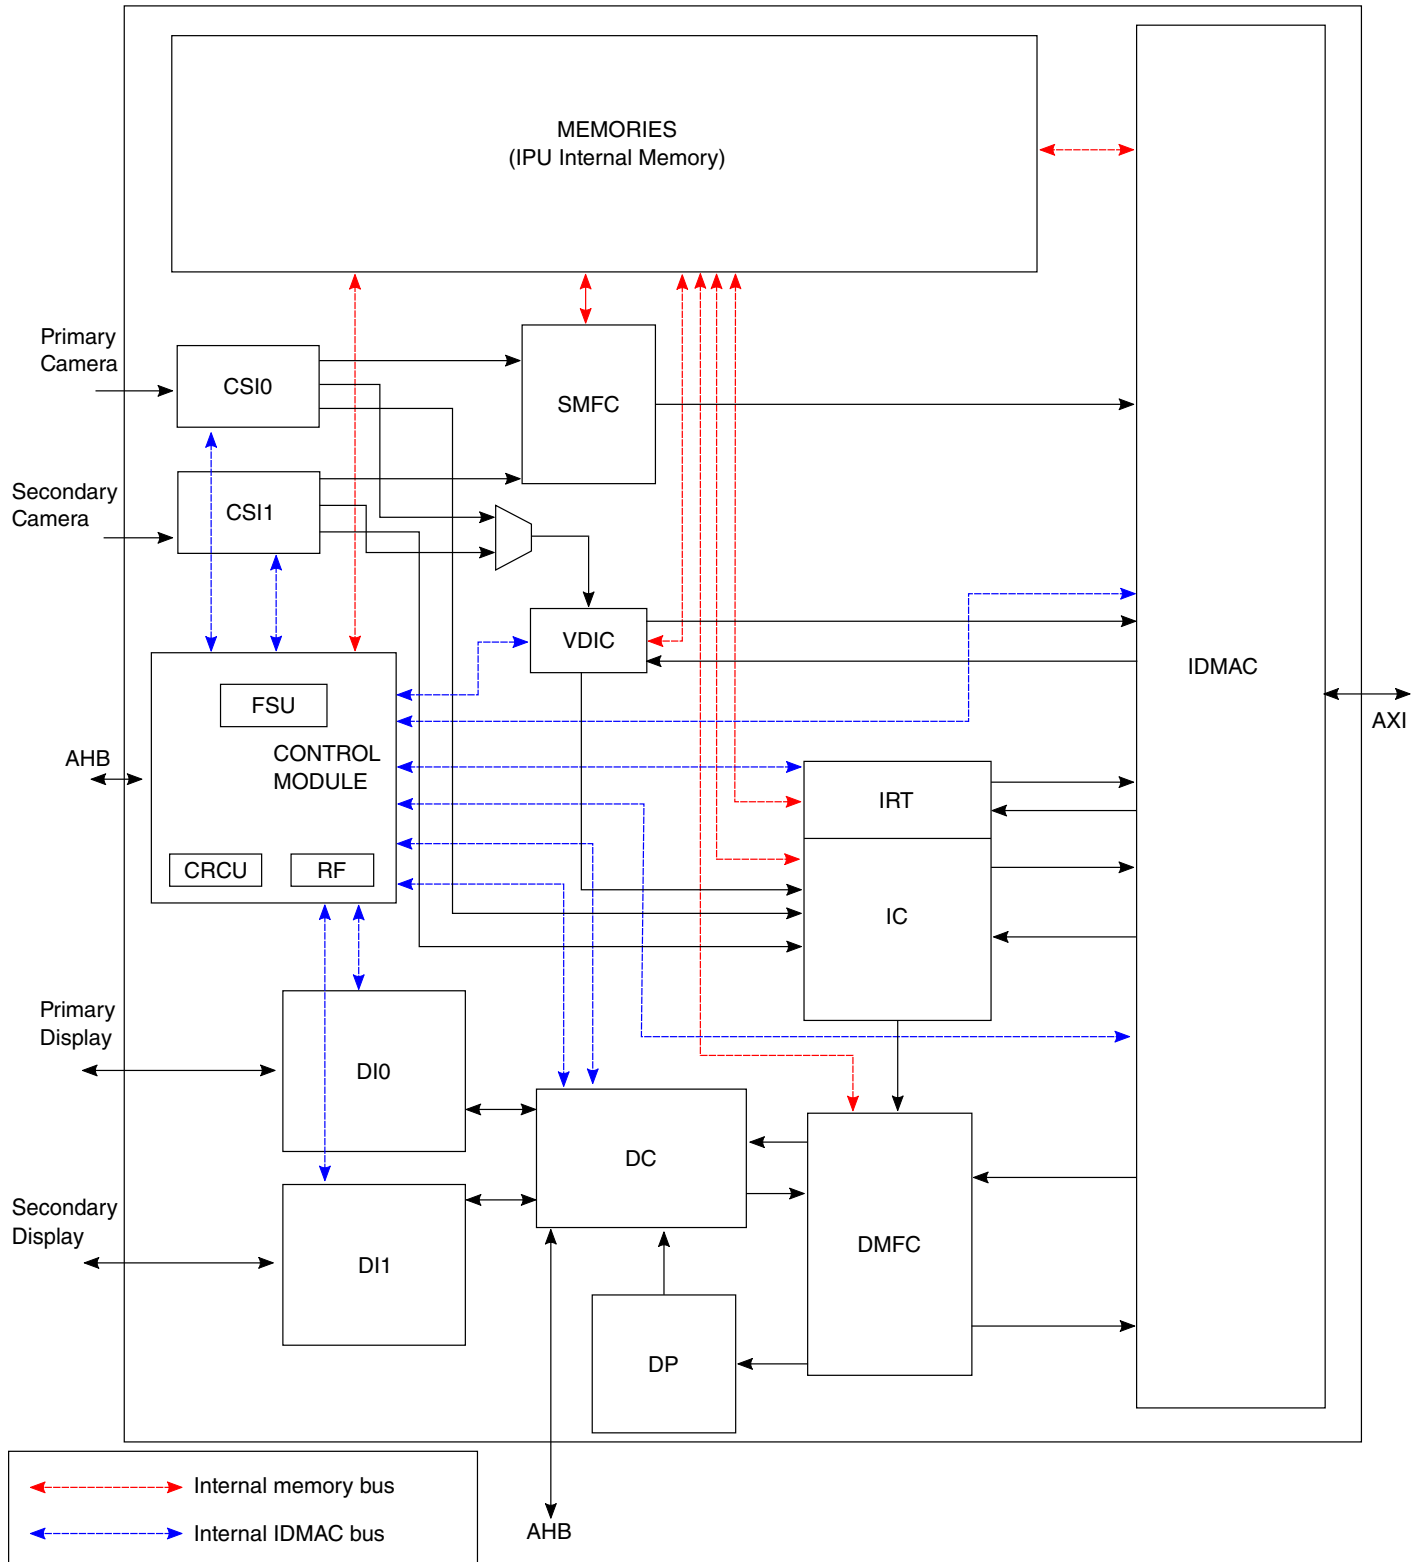 MEMORIES
(IPU Internal Memory)
Primary
Camera
CSI0
SMFC
Secondary
Camera
CSI1
VDIC
IDMAC
FSU
AXI
CONTROL
MODULE
AHB
IRT
CRCU
RF
IC
Primary
Display
DI0
DC
Secondary
Display
DI1
DMFC
DP
Internal memory bus
Internal IDMAC bus
AHB